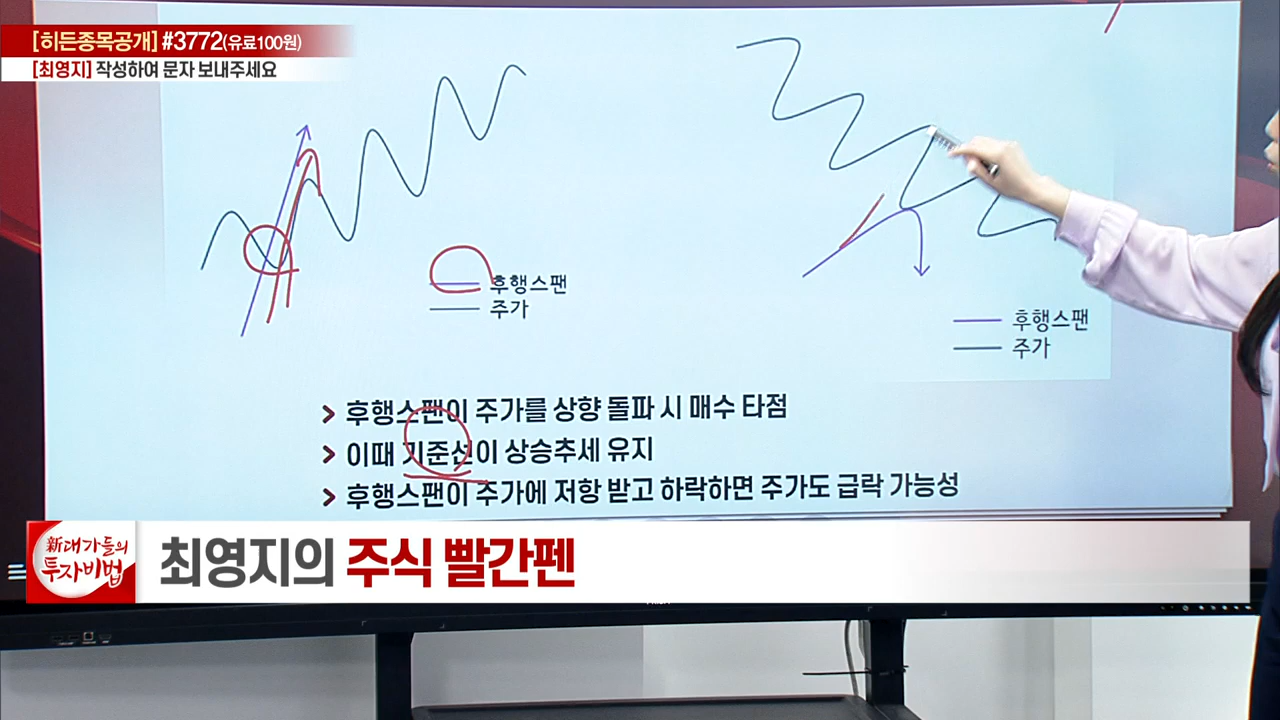 [히든종목공개] #3772(유료100원)
[최영지] 작성하여 문자 보내주세요
후행스팬
주가
후행스팬
주가
후행스팬이 주가를 상향 돌파 시 매수 타점
이때 기준선이 상승추세 유지
후행스팬이 주가에 저항 받고 하락하면 주가도 급락 가능성
新대가들의
투자비법
최영지의 주식 빨간펜